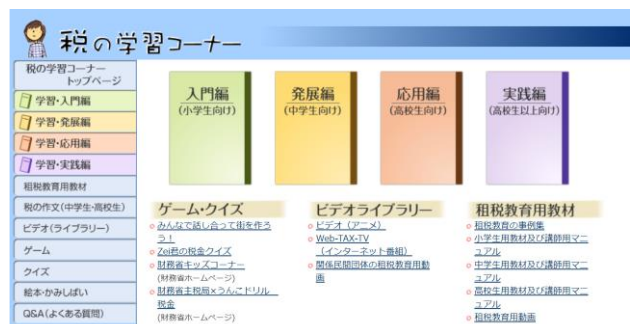 税の学習コーナー
税の学習コーナー
トップページ
学習・入門編
学習・発展編
学習・応用編
学習・実践編
租税教育用教材
税の作文(中学生・高校生)
ビデオ(ライブラリー)
ゲーム
クイズ
絵本・かみしばい
Q&A(よくある質問)
入門編
(小学生向け)
発展編
(中学生向け)
応用編
(高校生向け)
実践編
(高校生以上向け)
ゲーム・クイズ
みんなで話し合って街を作ろ
う!
Zei君の税金クイズ
財務省キッズコーナー
(財務省ホームページ)
財務省主税局×うんこドリル
税金
(財務省ホームページ)
ビデオライブラリー
ビデオ(アニメ)
Web-TAX-TV
(インターネット番組)
関係民間団体の租税教育用動
画
租税教育用教材
租税教育の事例集
小学生用教材及び講師用マニ
ュアル
中学生用教材及び講師用マニ
ュアル
高校生用教材及び講師用マニ
ュアル
租税教育用動画